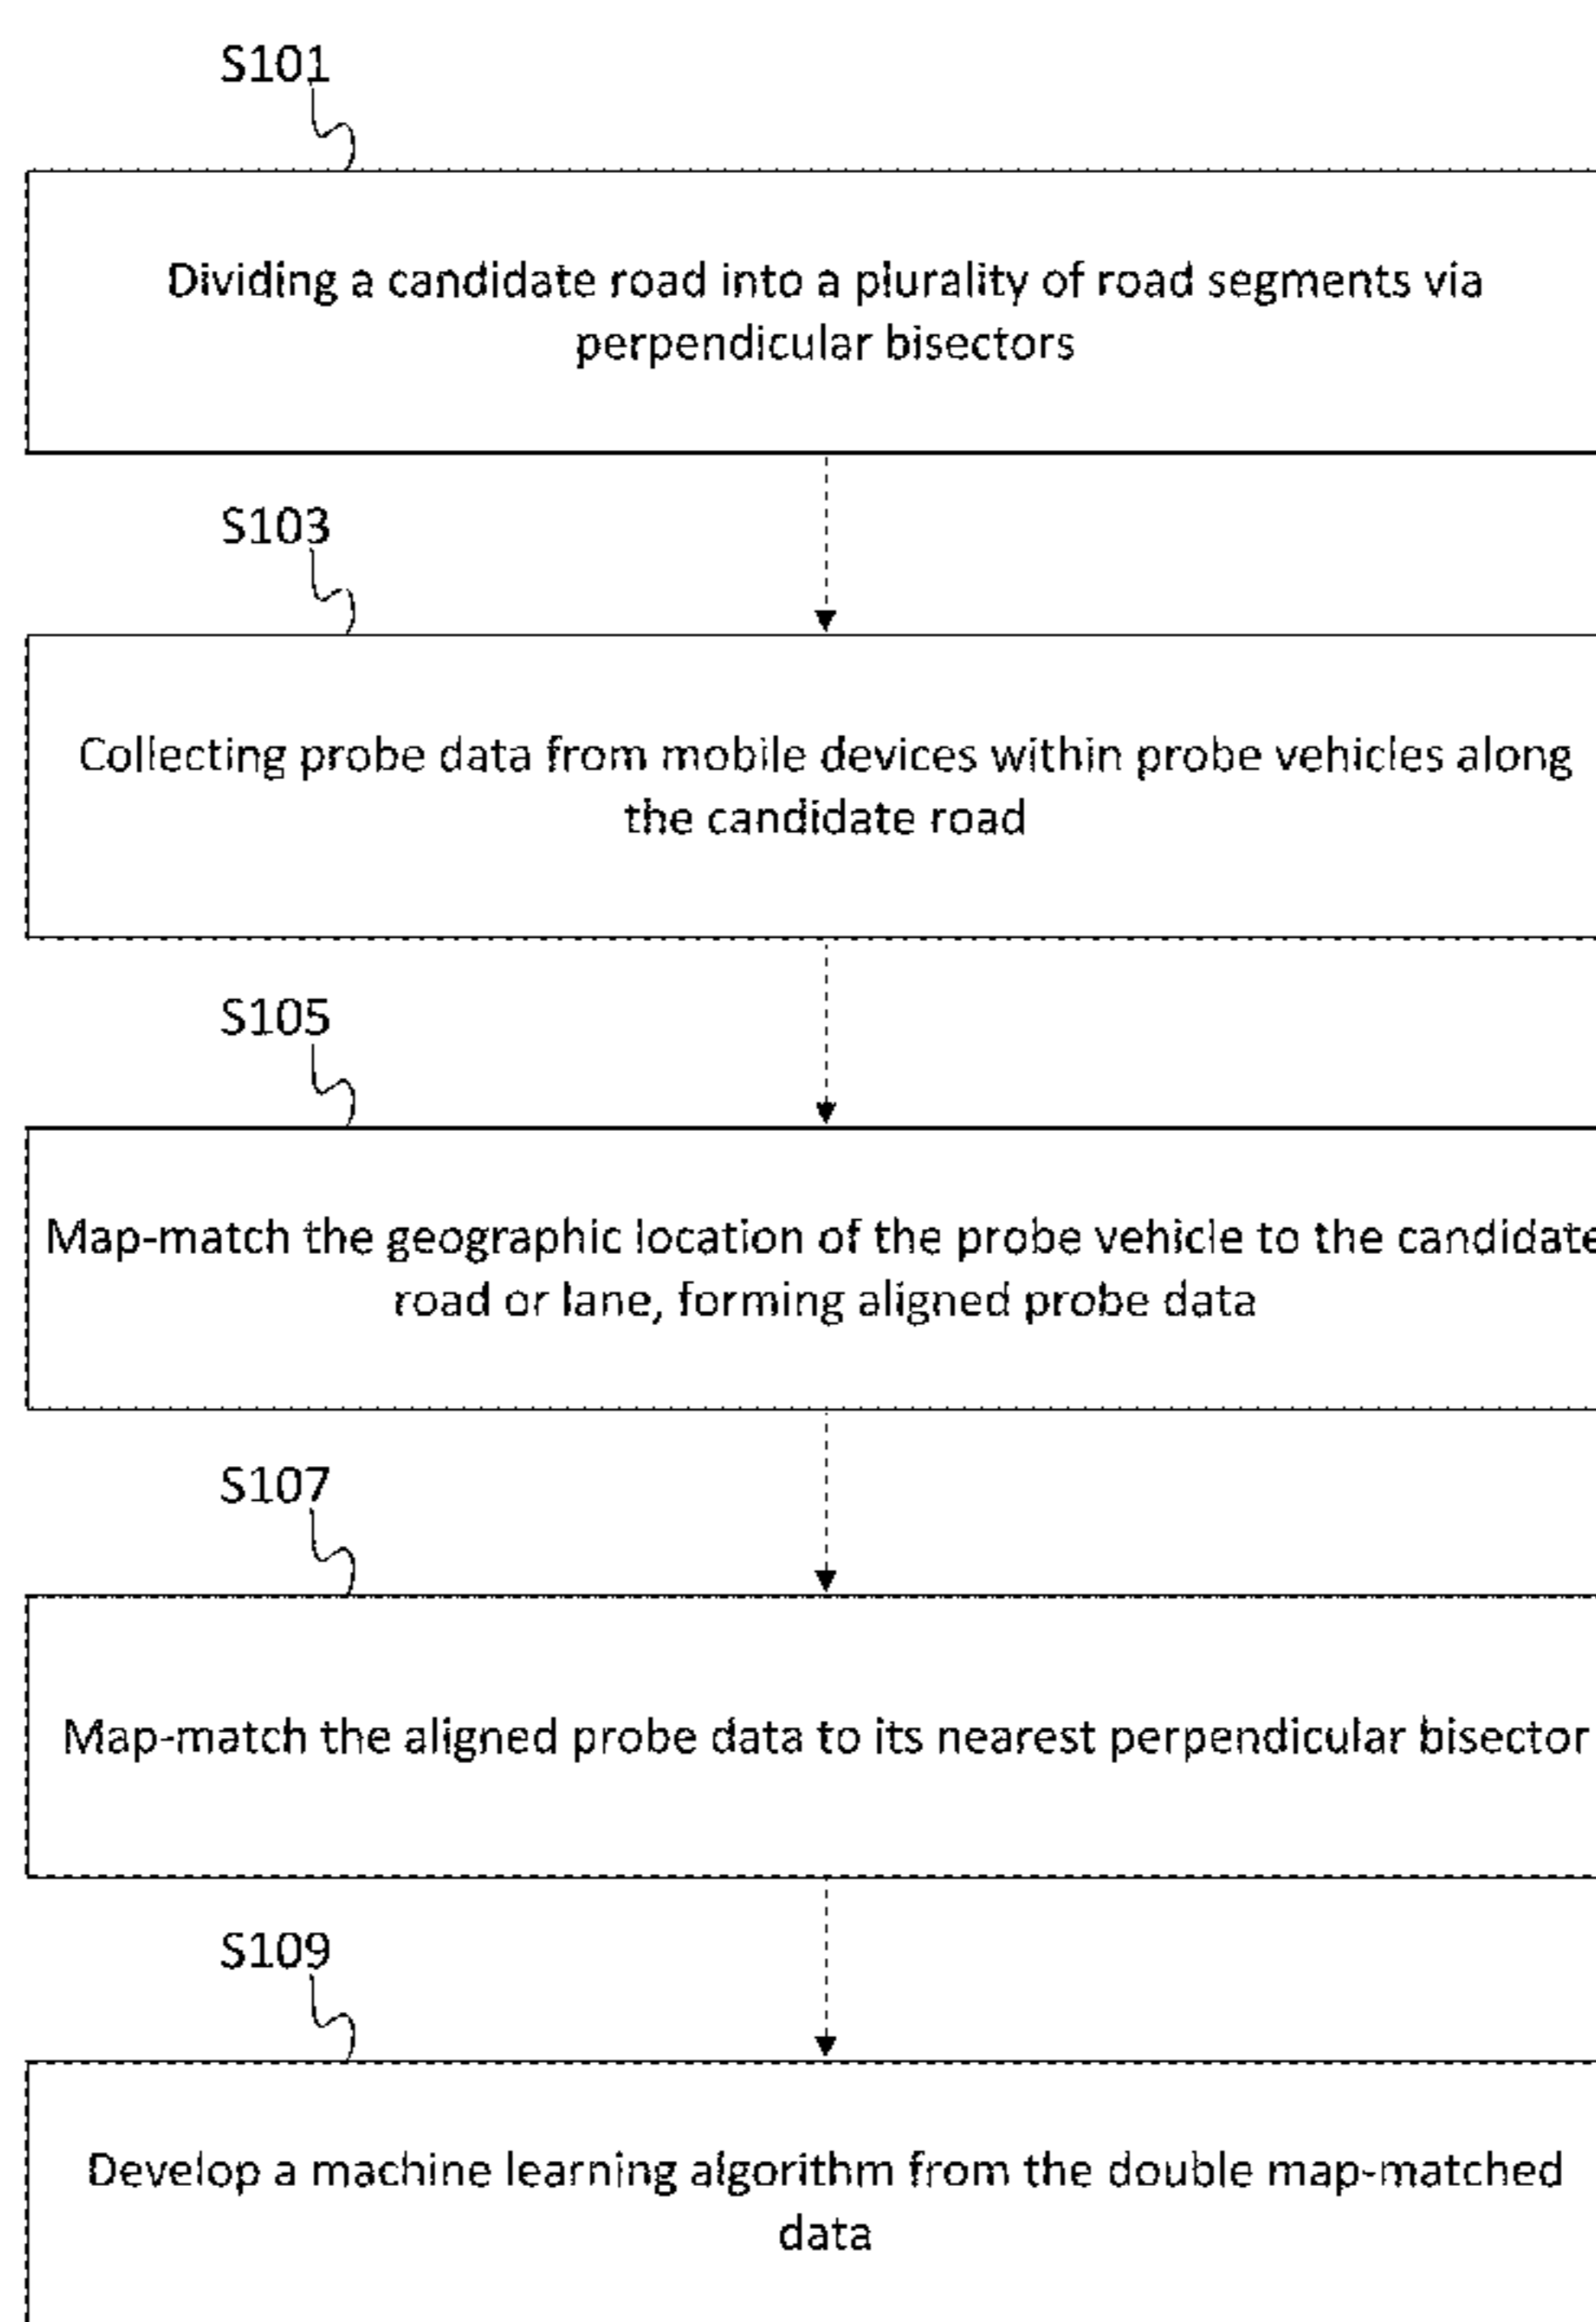 S101
Dividing a candidate road into a plurality of road segments via
perpendicular bisectors
S103
Collecting probe data from mobile devices within probe vehicles along
the candidate road
S105
Map-match the geographic location of the probe vehicle to the candidate
road or lane, forming aligned probe data
S107
Map-match the aligned probe data to its nearest perpendicular bisector
S109
Develop a machine learning algorithm from the double map-matched
data